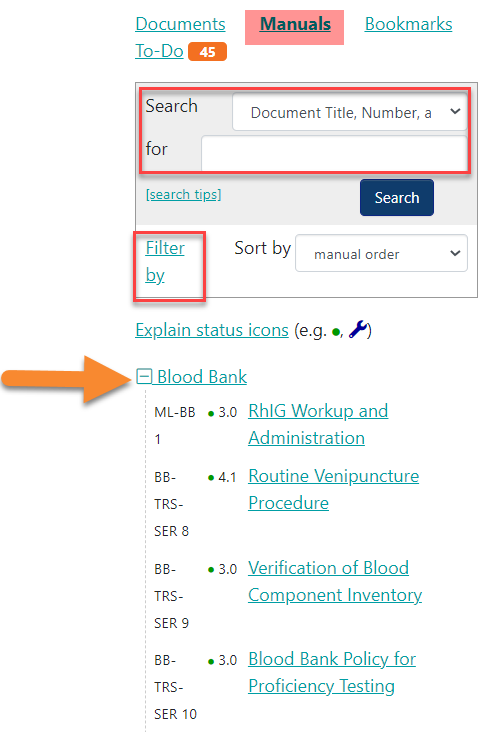 Documents Manuals Bookmarks
To-Do 45
Search Document Title, Number, a
for
[search tips] Search
Filter Sort by manual order
by
Explain status icons (e.g. ●, )
Blood Bank
ML-BB ● 3.0 RhIG Workup and
1 Administration
BB- ● 4.1 Routine Venipuncture
TRS- Procedure
SER 8
BB- ● 3.0 Verification of Blood
TRS- Component Inventory
SER 9
BB- ● 3.0 Blood Bank Policy for
TRS- Proficiency Testing
SER 10